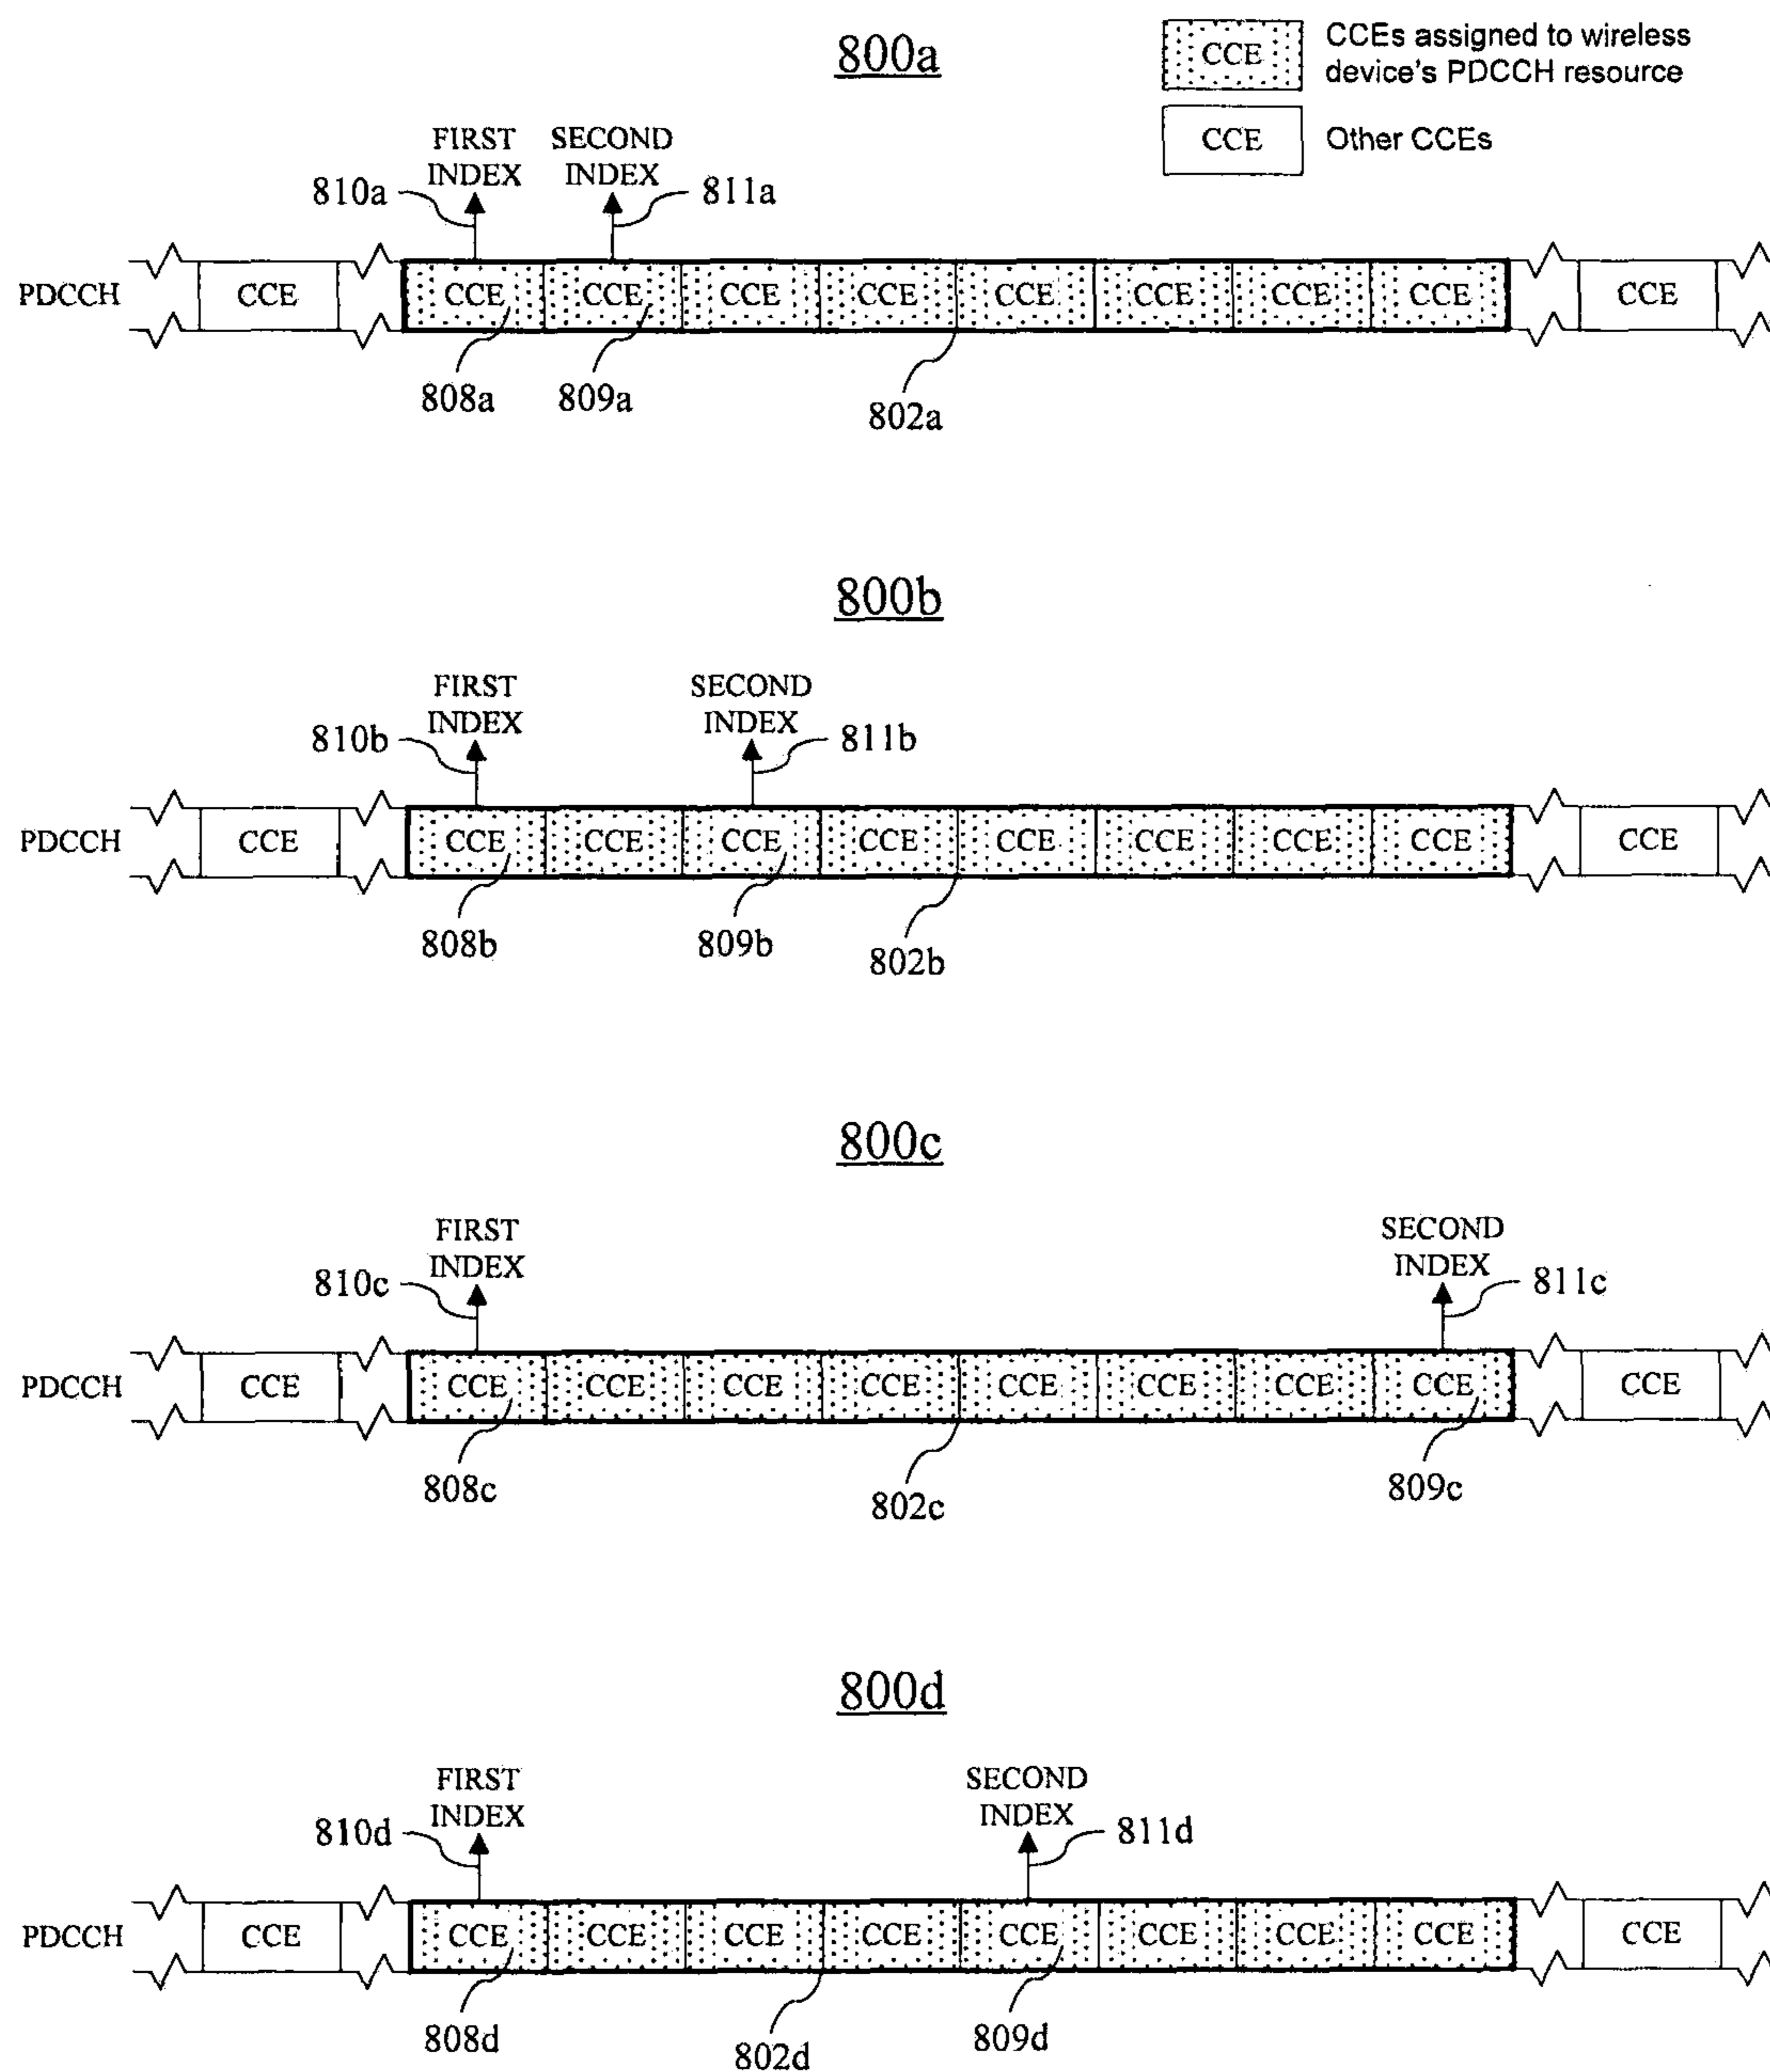 800a
CCE CCEs assigned to wireless
device's PDCCH resource
CCE Other CCEs
FIRST SECOND
INDEX INDEX
810a 811a
PDCCH CCE CCE CCE CCE CCE CCE CCE CCE CCE CCE
808a 809a 802a
800b
FIRST SECOND
INDEX INDEX
810b 811b
PDCCH CCE CCE CCE CCE CCE CCE CCE CCE CCE CCE
808b 809b 802b
800c
FIRST SECOND
INDEX INDEX
810c 811c
PDCCH CCE CCE CCE CCE CCE CCE CCE CCE CCE CCE
808c 802c 809c
800d
FIRST SECOND
INDEX INDEX
810d 811d
PDCCH CCE CCE CCE CCE CCE CCE CCE CCE CCE CCE
808d 802d 809d